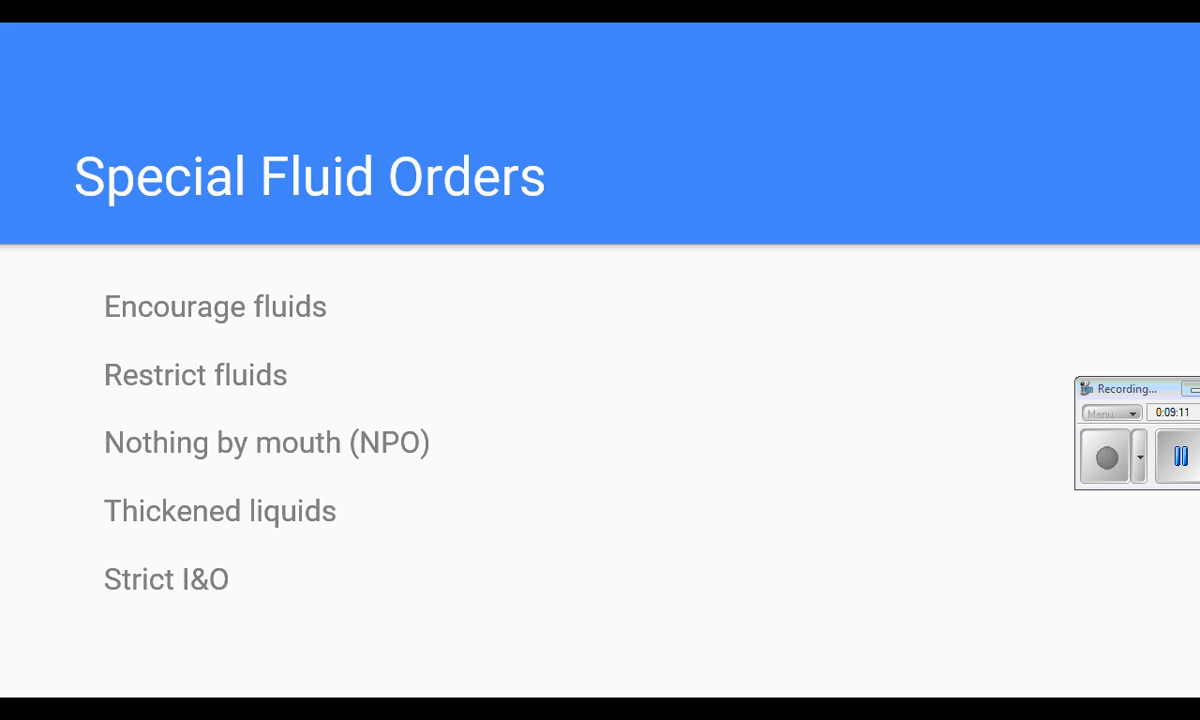 Special Fluid Orders
Encourage fluids
Restrict fluids
Nothing by mouth (NPO)
Thickened liquids
Strict I&O
Recording...
Menu
0:09:11